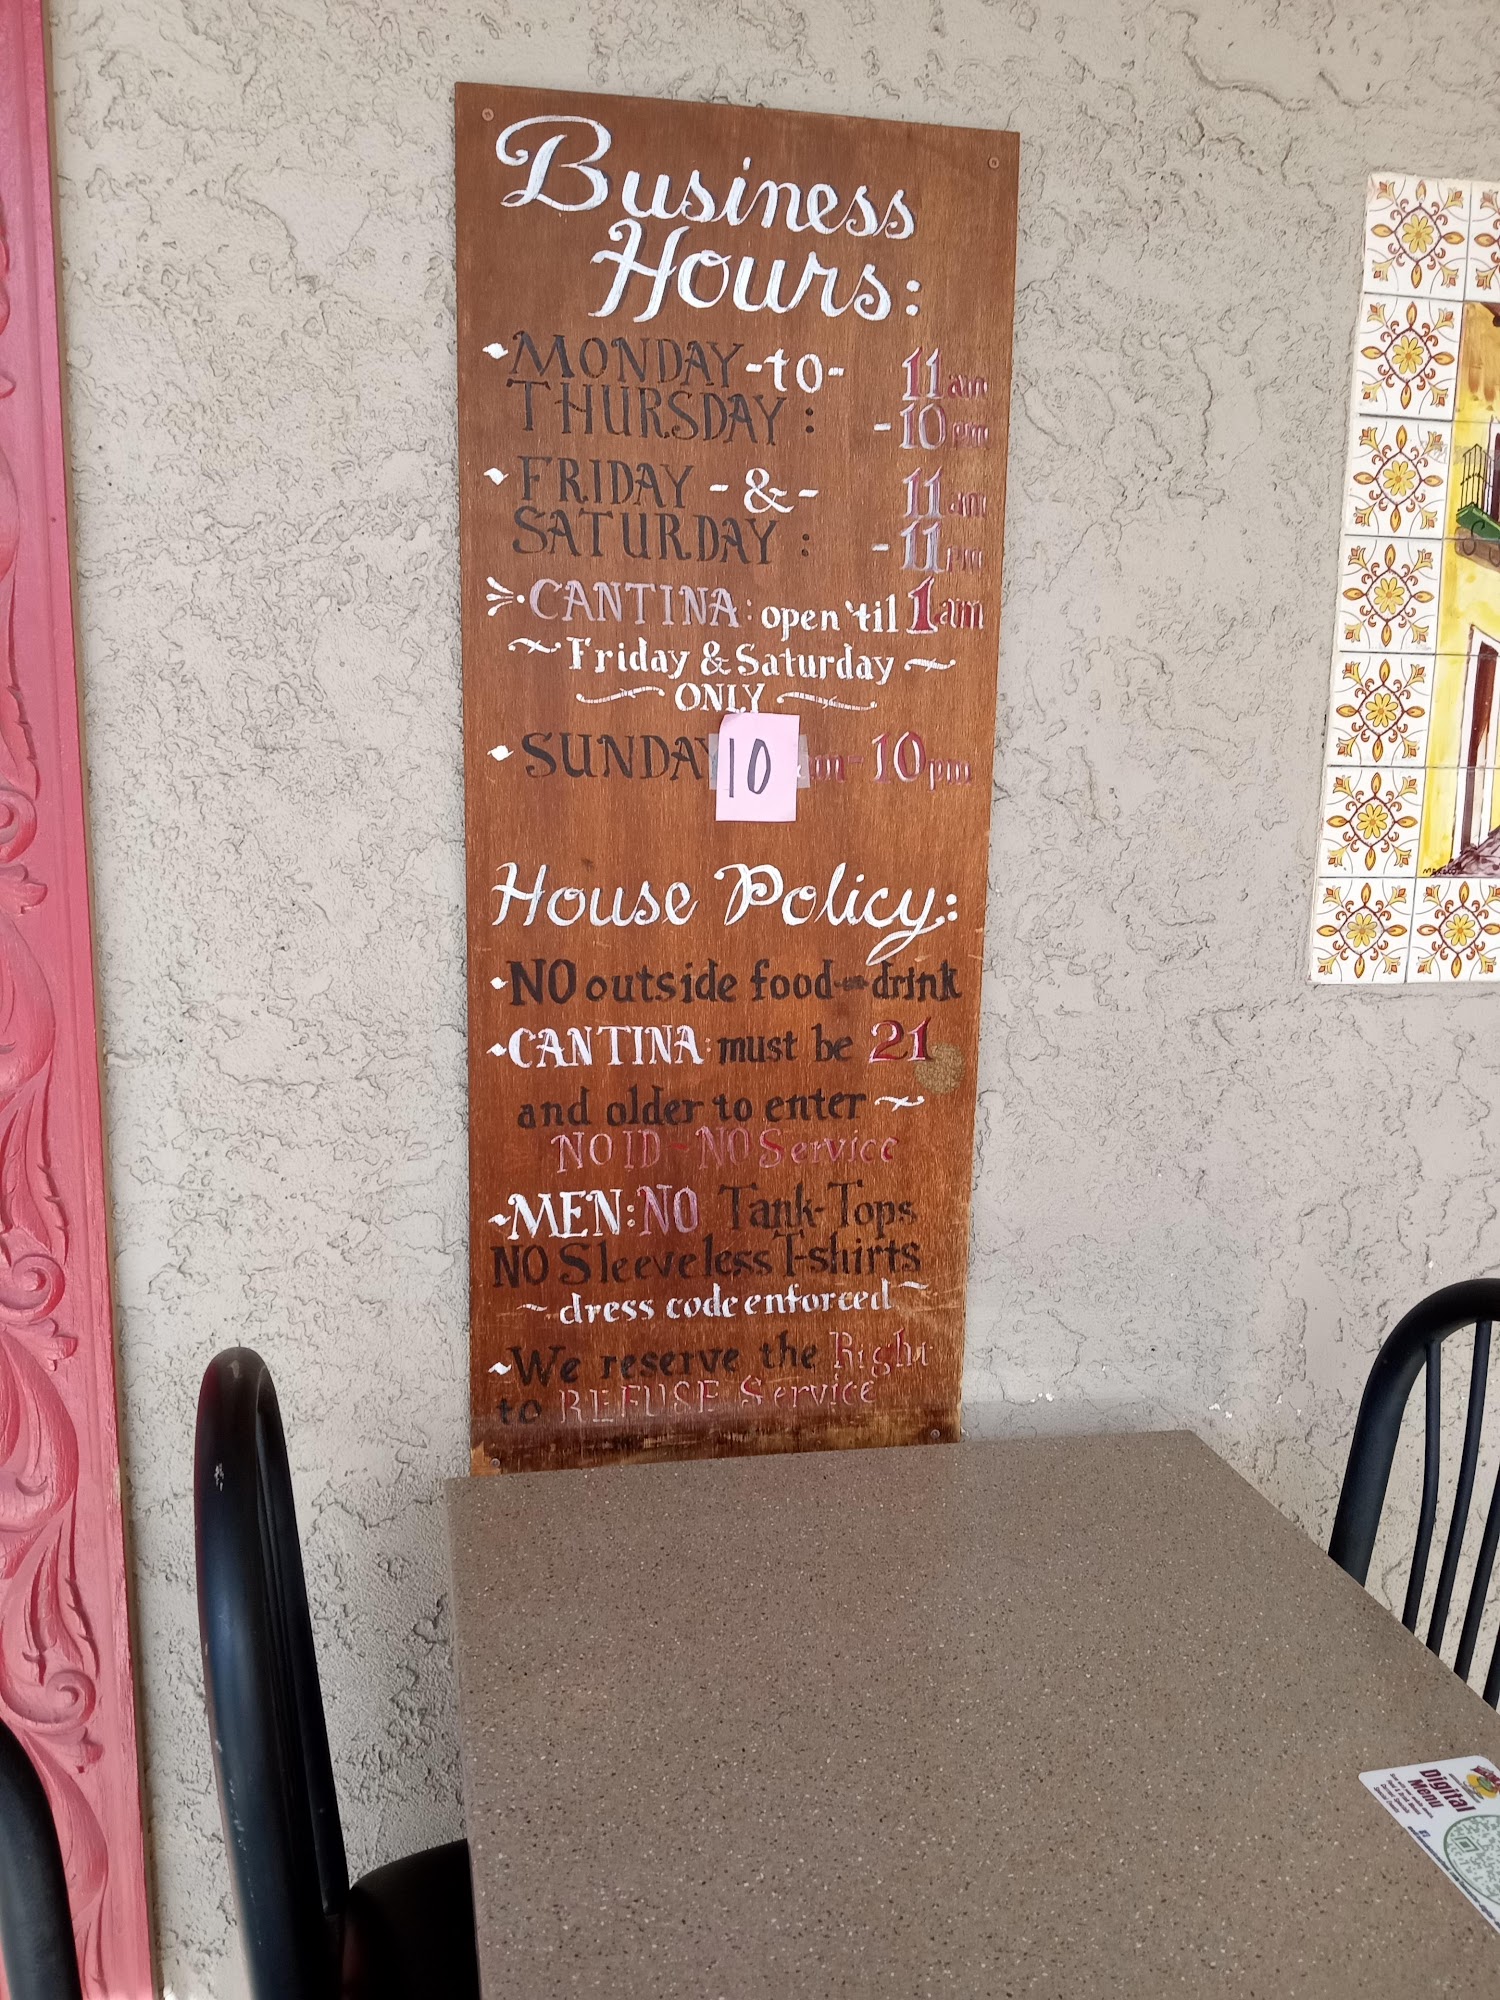 Business
Hours:
MONDAY -to- 11am
THURSDAY : -10pm
FRIDAY -&- 11am
SATURDAY : -11pm
CANTINA: open 'til 1am
~Friday & Saturday~
ONLY
SUNDAY 10 am-10pm
House Policy:
NO outside food-or-drink
CANTINA: must be 21
and older to enter~
NO ID-NO Service
MEN: NO Tank-Tops
NO Sleeveless T-shirts
~dress code enforced~
We reserve the Right
to REFUSE Service
Digital
Menu